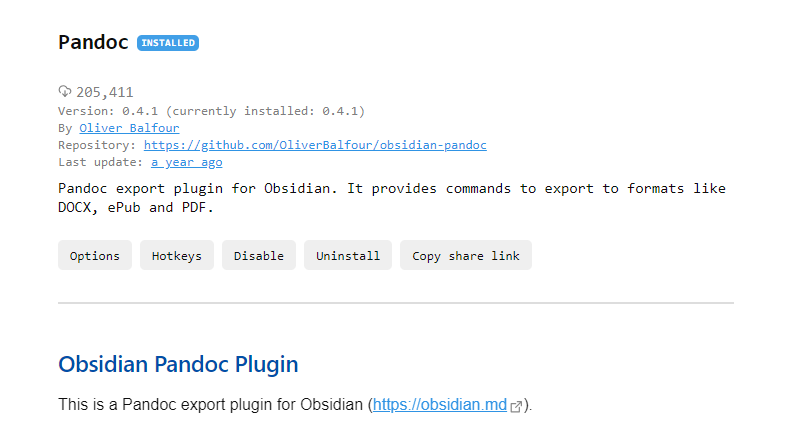 Pandoc INSTALLED
205,411
Version: 0.4.1 (currently installed: 0.4.1)
By Oliver Balfour
Repository: https://github.com/OliverBalfour/obsidian-pandoc
Last update: a year ago
Pandoc export plugin for Obsidian. It provides commands to export to formats like
DOCX, ePub and PDF.
Options Hotkeys Disable Uninstall Copy share link
Obsidian Pandoc Plugin
This is a Pandoc export plugin for Obsidian (https://obsidian.md).